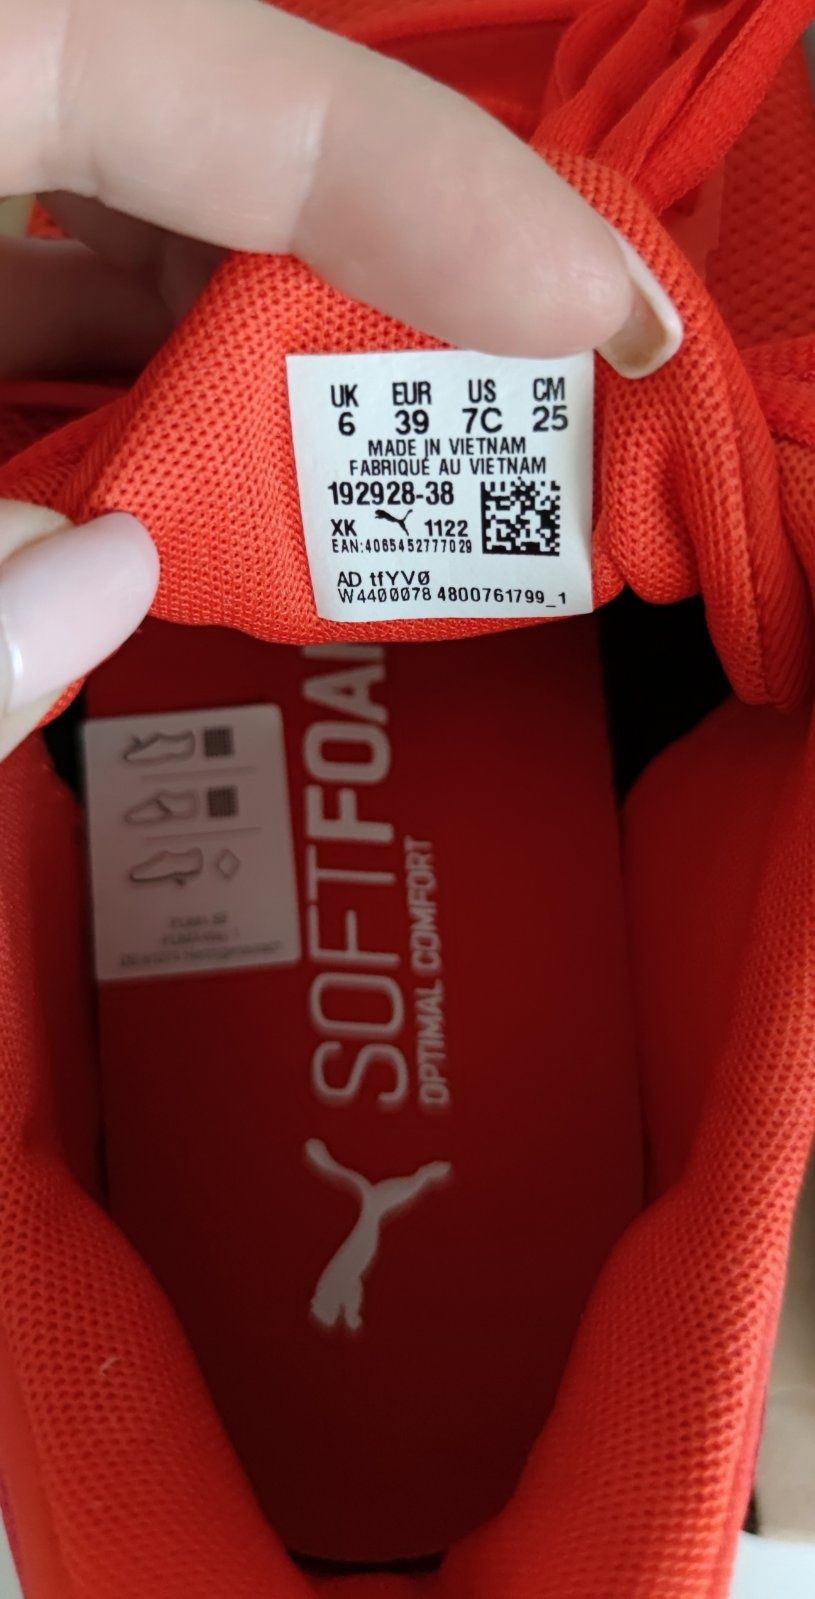 UK EUR US CM
6 39 7C 25
MADE IN VIETNAM
FABRIQUÉ AU VIETNAM
192928-38
XK 1122
EAN:4065452777029
AD tfYVØ
W4400078 4800761799_1
SOFTFOAM
OPTIMAL COMFORT